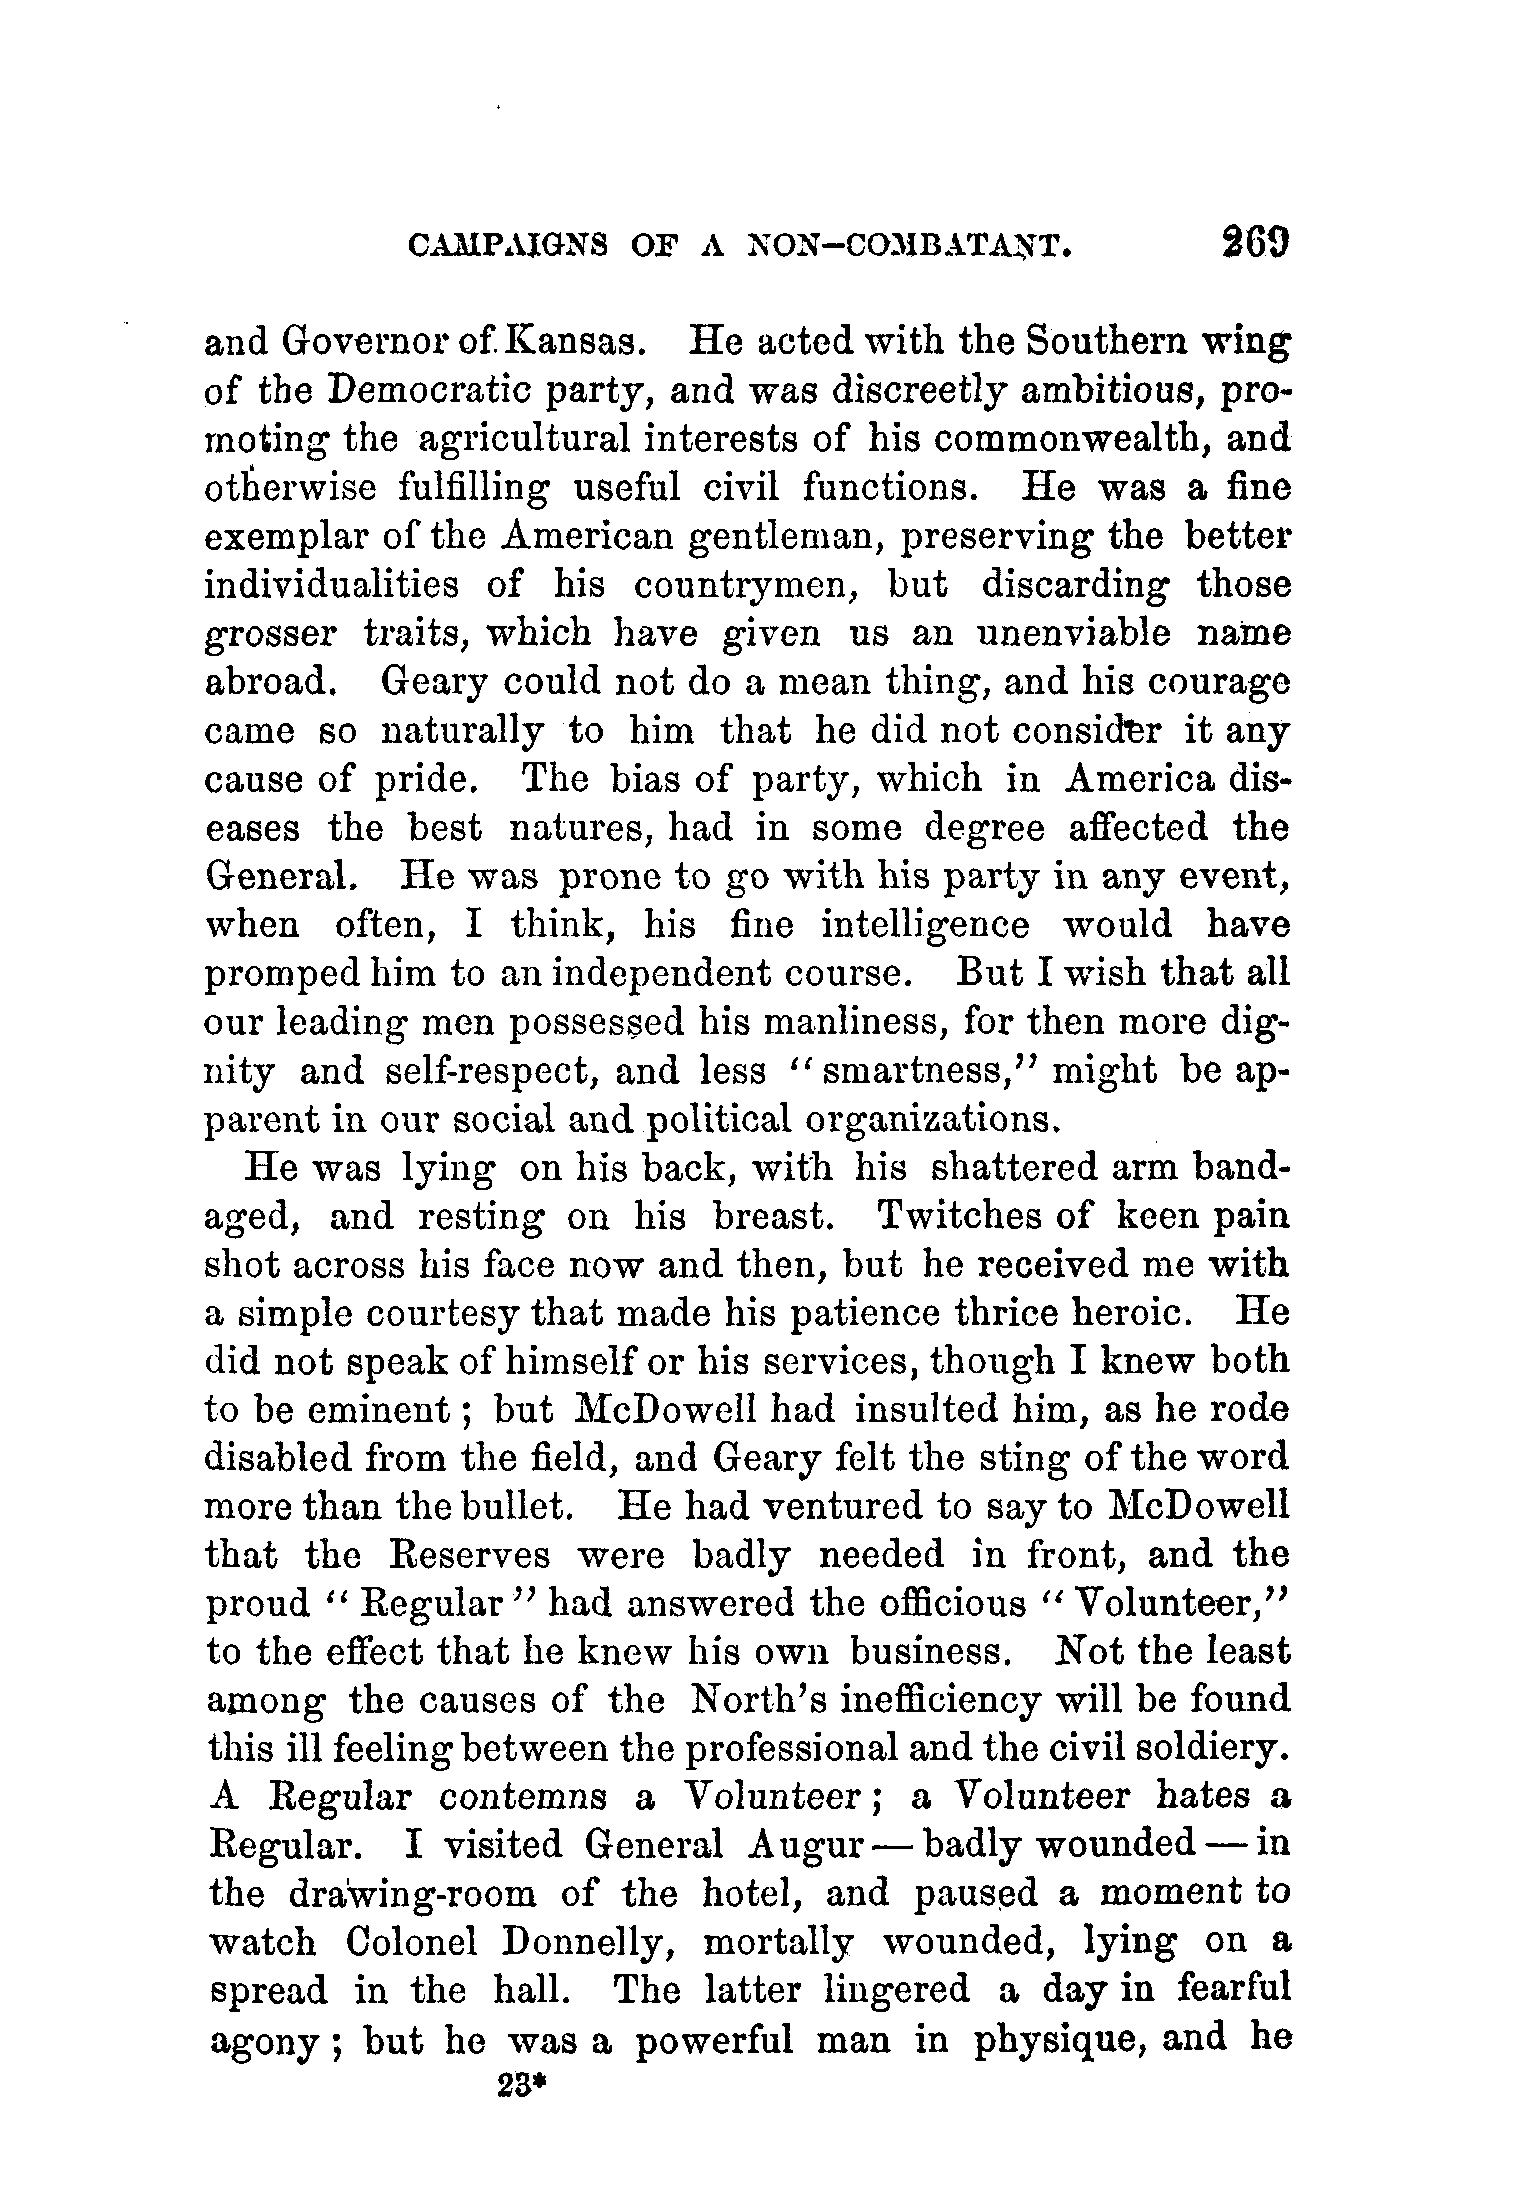 CAMPAIGNS OF A NON-COMBATANT. 269
and Governor of Kansas. He acted with the Southern wing
of the Democratic party, and was discreetly ambitious, pro-
moting the agricultural interests of his commonwealth, and
otherwise fulfilling useful civil functions. He was a fine
exemplar of the American gentleman, preserving the better
individualities of his countrymen, but discarding those
grosser traits, which have given us an unenviable name
abroad. Geary could not do a mean thing, and his courage
came so naturally to him that he did not consider it any
cause of pride. The bias of party, which in America dis-
eases the best natures, had in some degree affected the
General. He was prone to go with his party in any event,
when often, I think, his fine intelligence would have
promped him to an independent course. But I wish that all
our leading men possessed his manliness, for then more dig-
nity and self-respect, and less "smartness," might be ap-
parent in our social and political organizations.
He was lying on his back, with his shattered arm band-
aged, and resting on his breast. Twitches of keen pain
shot across his face now and then, but he received me with
a simple courtesy that made his patience thrice heroic. He
did not speak of himself or his services, though I knew both
to be eminent; but McDowell had insulted him, as he rode
disabled from the field, and Geary felt the sting of the word
more than the bullet. He had ventured to say to McDowell
that the Reserves were badly needed in front, and the
proud "Regular" had answered the officious "Volunteer,"
to the effect that he knew his own business. Not the least
among the causes of the North's inefficiency will be found
this ill feeling between the professional and the civil soldiery.
A Regular contemns a Volunteer; a Volunteer hates a
Regular. I visited General Augur — badly wounded — in
the drawing-room of the hotel, and paused a moment to
watch Colonel Donnelly, mortally wounded, lying on a
spread in the hall. The latter lingered a day in fearful
agony; but he was a powerful man in physique, and he
23*